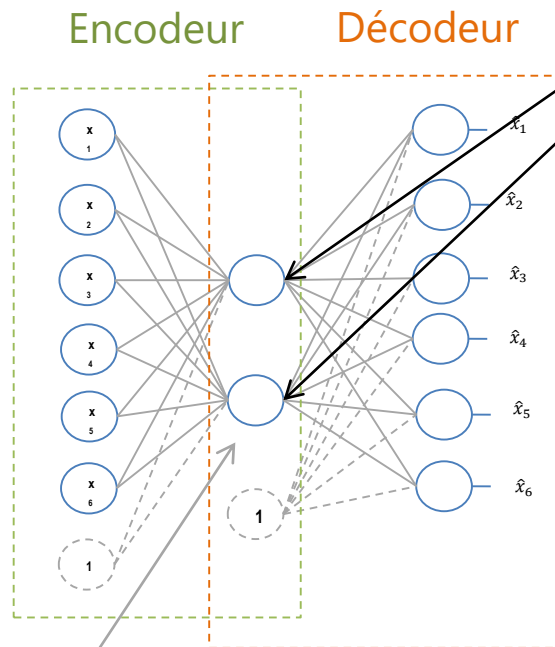 Encodeur
Décodeur
x
1
x
2
x
3
x
4
x
5
x
6
1
1
x̂₁
x̂₂
x̂₃
x̂₄
x̂₅
x̂₆